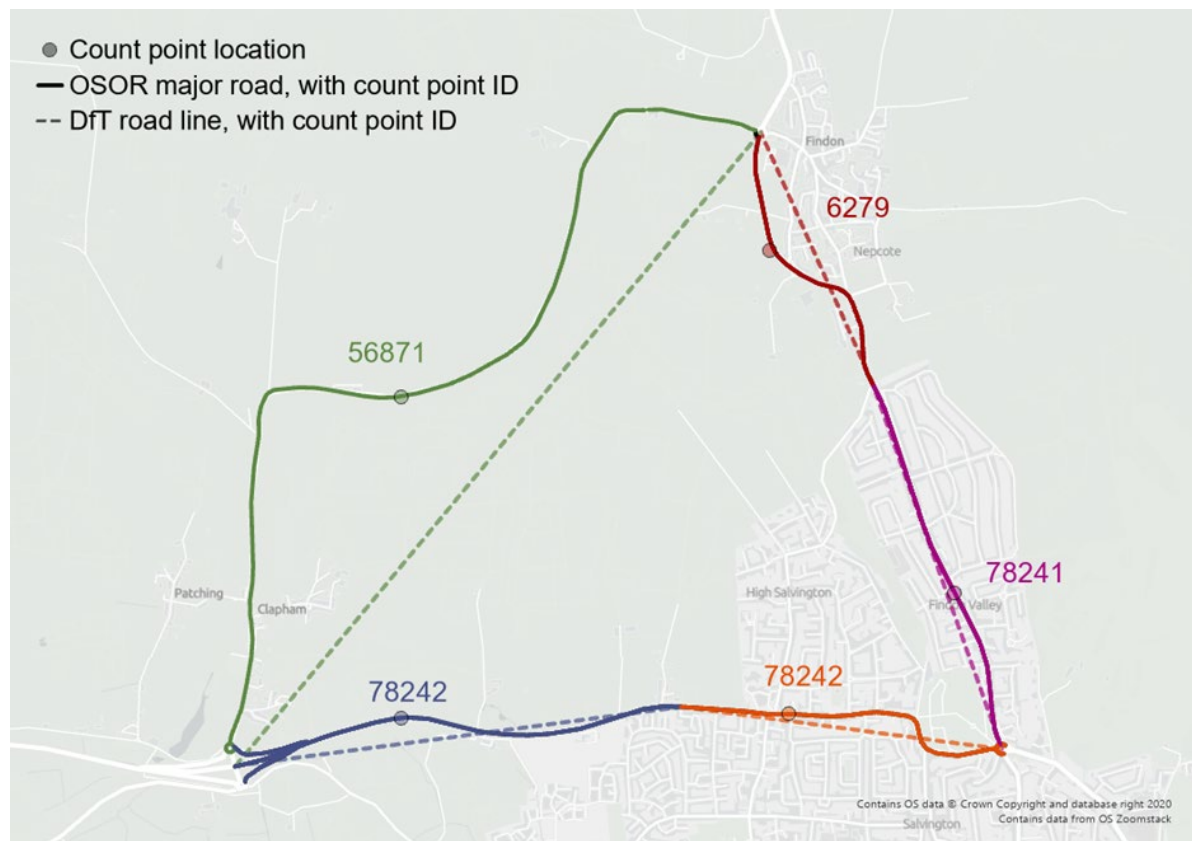 Count point location
OSOR major road, with count point ID
DfT road line, with count point ID
Findon
6279
Nepcote
56871
78241
Patching
Clapham
High Salvington
Findon Valley
78242
78242
Contains OS data © Crown Copyright and database right 2020
Contains data from OS Zoomstack
Salvington